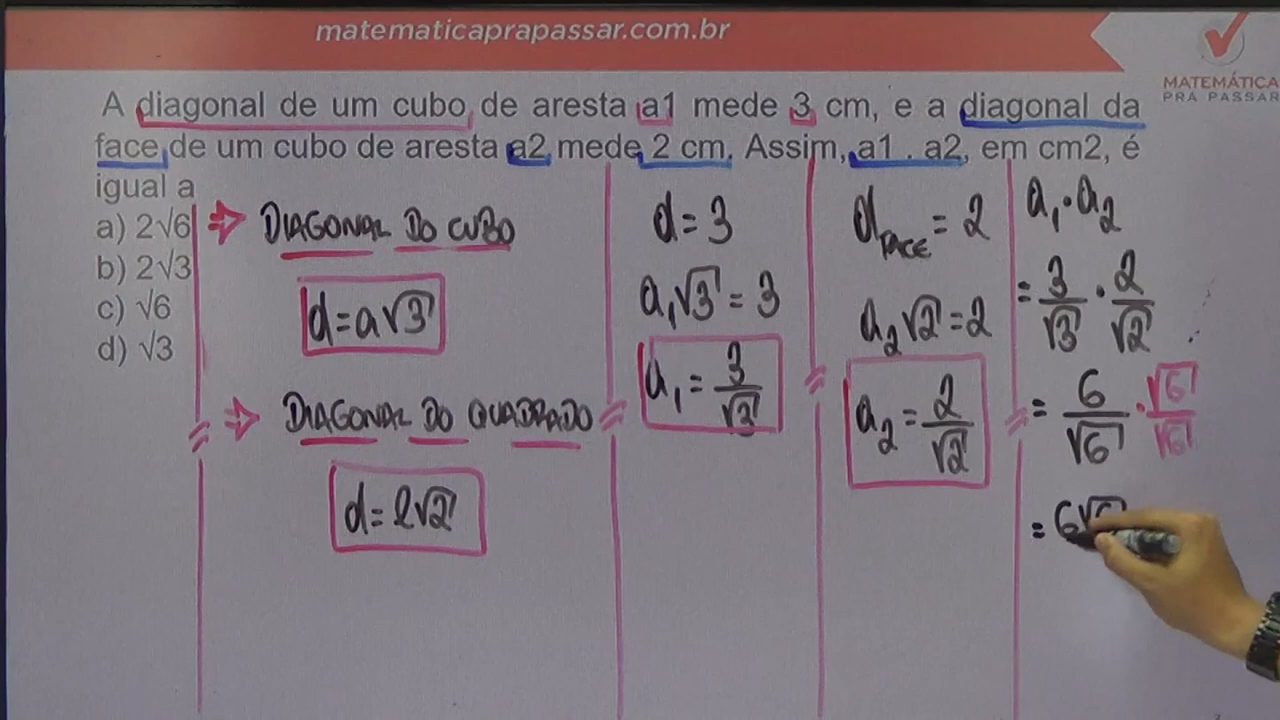 matematicaprapassar.com.br
MATEMÁTICA
PRA PASSAR
A diagonal de um cubo, de aresta a1 mede 3 cm, e a diagonal da
face, de um cubo de aresta a2 mede 2 cm. Assim, a1 . a2, em cm2, é
igual a
a) 2√6
b) 2√3
c) √6
d) √3
⇒ DIAGONAL DO CUBO
d=a√3
⇒ DIAGONAL DO QUADRADO
d=l√2
d=3
a₁√3=3
a₁=3/√3
d FACE =2
a₂√2=2
a₂=2/√2
a₁·a₂
=3/√3·2/√2
=6/√6·√6/√6
=6√6